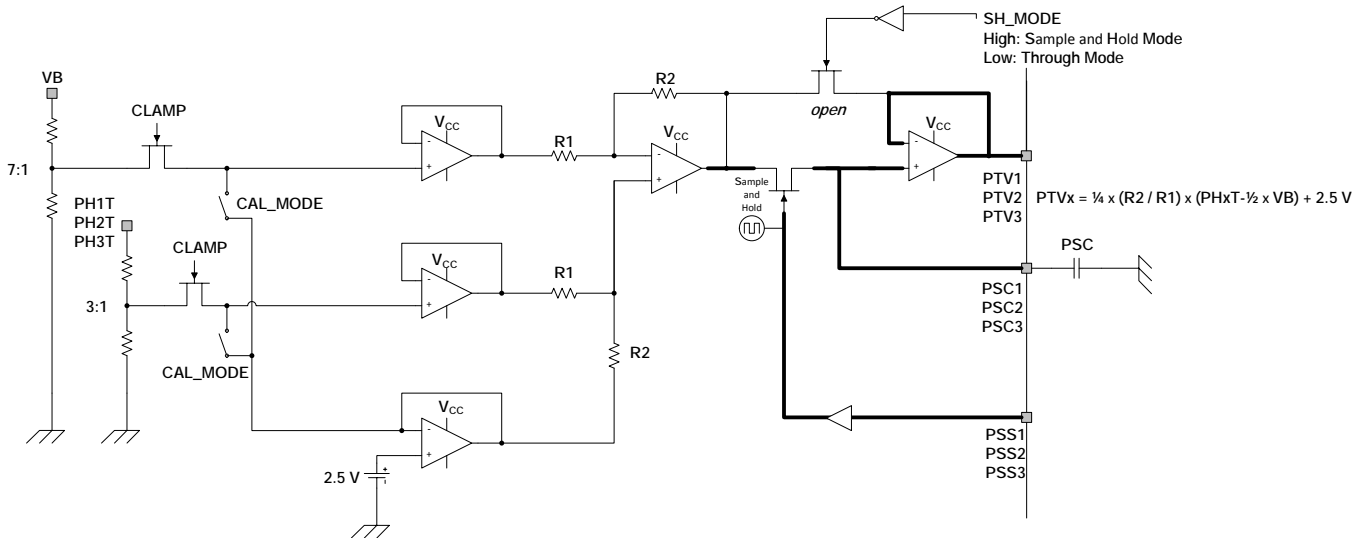 SH_MODE
High: Sample and Hold Mode
Low: Through Mode
VB
CLAMP
R2
open
VCC
R1
VCC
VCC
7:1
PH1T
PH2T
PH3T
CAL_MODE
Sample
and
Hold
PTV1
PTV2
PTV3
PTVx = ¼ x (R2 / R1) x (PHxT-½ x VB) + 2.5 V
CLAMP
VCC
R1
PSC
3:1
PSC1
PSC2
PSC3
R2
CAL_MODE
VCC
PSS1
PSS2
PSS3
2.5 V
-
+
-
+
-
+
-
+
-
+
+
-